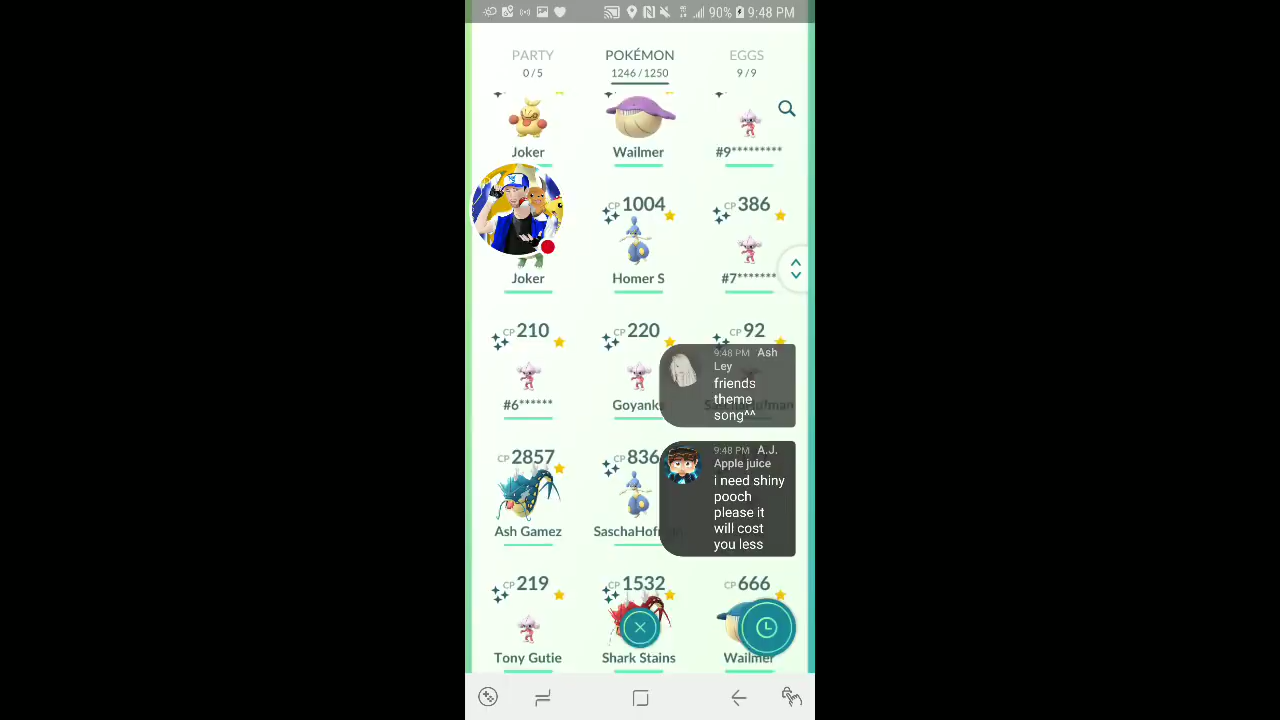 90% 9:48 PM
PARTY POKÉMON EGGS
0 / 5 1246 / 1250 9 / 9
Joker Wailmer #9*********
CP 1004 CP 386
Joker Homer S #7*******
CP 210 CP 220 CP 92
#6****** Goyanks
9:48 PM Ash
Ley
friends
theme
song^^
CP 2857 CP 836
Ash Gamez
9:48 PM A.J.
Apple juice
i need shiny
pooch
please it
will cost
you less
CP 219 CP 1532 CP 666
Tony Gutie Shark Stains Wailmer